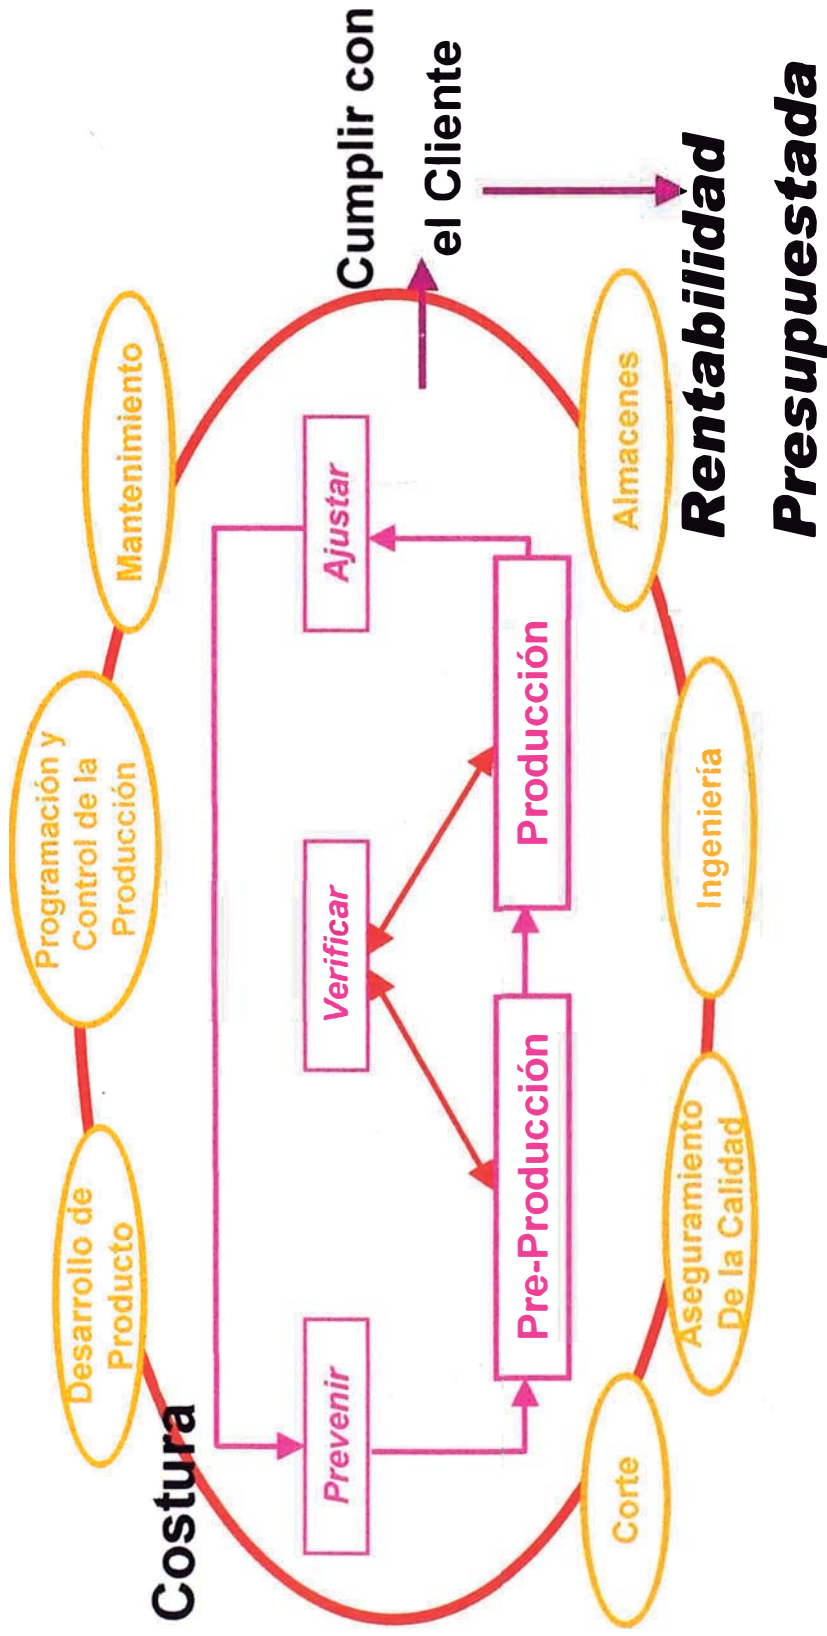 Costura
Desarrollo de
Producto
Programación y
Control de la
Producción
Mantenimiento
Cumplir con
el Cliente
Prevenir
Verificar
Ajustar
Pre-Producción
Producción
Corte
Aseguramiento
De la Calidad
Ingeniería
Almacenes
Rentabilidad
Presupuestada